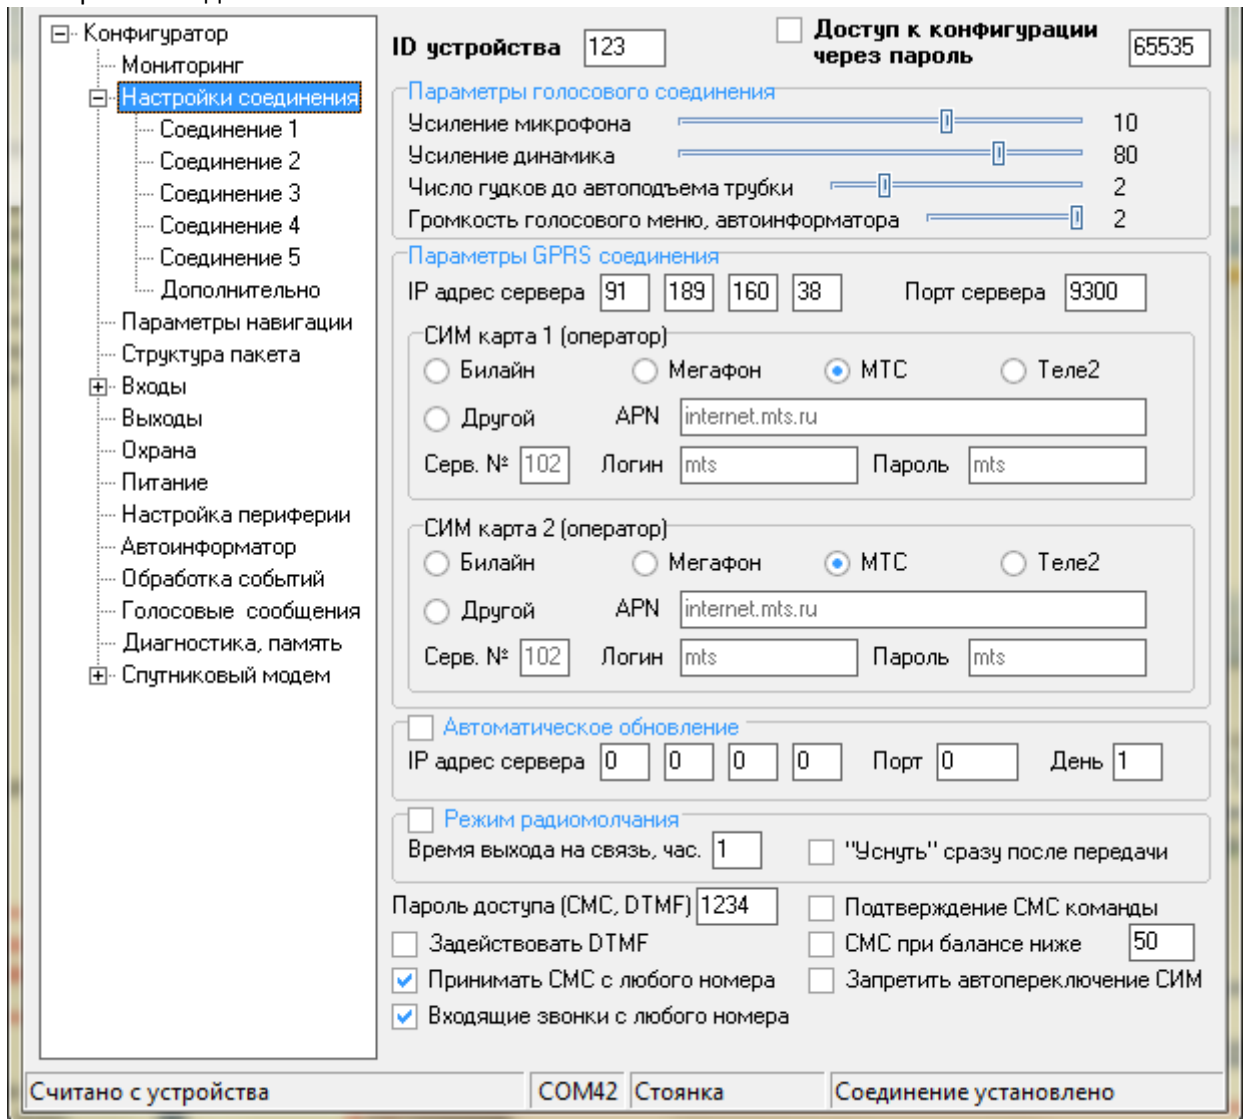 Конфигуратор
Мониторинг
Настройки соединения
Соединение 1
Соединение 2
Соединение 3
Соединение 4
Соединение 5
Дополнительно
Параметры навигации
Структура пакета
Входы
Выходы
Охрана
Питание
Настройка периферии
Автоинформатор
Обработка событий
Голосовые сообщения
Диагностика, память
Спутниковый модем
ID устройства 123
Доступ к конфигурации
через пароль 65535
Параметры голосового соединения
Усиление микрофона 10
Усиление динамика 80
Число гудков до автоподъема трубки 2
Громкость голосового меню, автоинформатора 2
Параметры GPRS соединения
IP адрес сервера 91 189 160 38 Порт сервера 9300
СИМ карта 1 (оператор)
Билайн Мегафон МТС Теле2
Другой APN internet.mts.ru
Серв. № 102 Логин mts Пароль mts
СИМ карта 2 (оператор)
Билайн Мегафон МТС Теле2
Другой APN internet.mts.ru
Серв. № 102 Логин mts Пароль mts
Автоматическое обновление
IP адрес сервера 0 0 0 0 Порт 0 День 1
Режим радиомолчания
Время выхода на связь, час. 1 "Уснуть" сразу после передачи
Пароль доступа (СМС, DTMF) 1234 Подтверждение СМС команды
Задействовать DTMF СМС при балансе ниже 50
Принимать СМС с любого номера Запретить автопереключение СИМ
Входящие звонки с любого номера
Считано с устройства COM42 Стоянка Соединение установлено